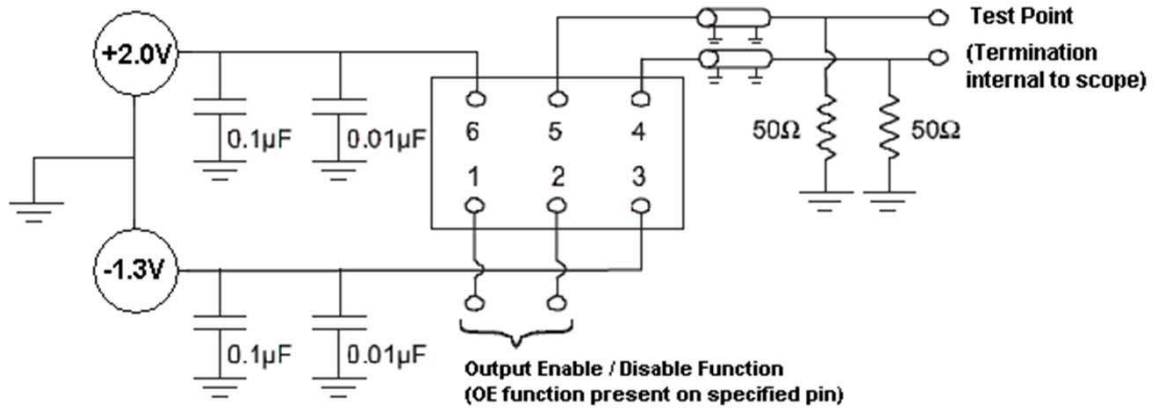 +2.0V
0.1µF
0.01µF
6
5
4
1
2
3
50Ω
50Ω
Test Point
(Termination
internal to scope)
-1.3V
0.1µF
0.01µF
Output Enable / Disable Function
(OE function present on specified pin)